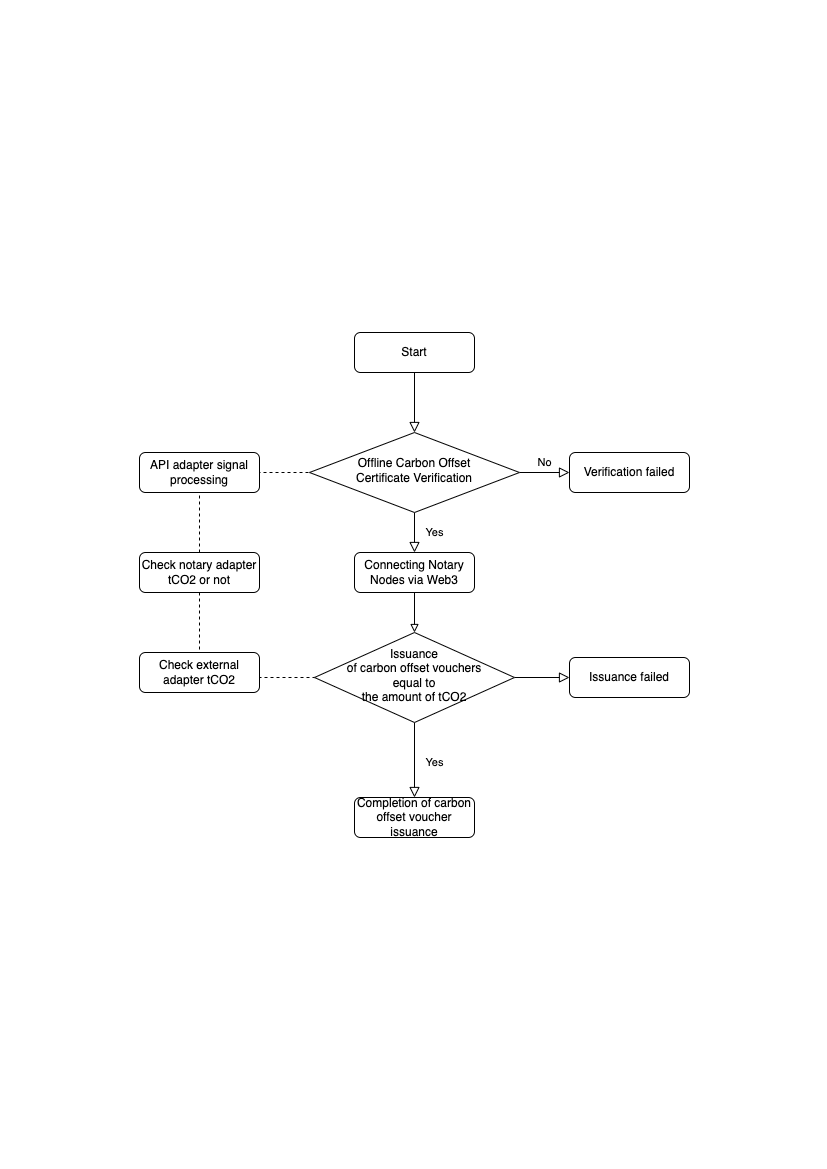 Start
API adapter signal
processing
Offline Carbon Offset
Certificate Verification
No
Verification failed
Yes
Check notary adapter
tCO2 or not
Connecting Notary
Nodes via Web3
Check external
adapter tCO2
Issuance
of carbon offset vouchers
equal to
the amount of tCO2
Issuance failed
Yes
Completion of carbon
offset voucher
issuance